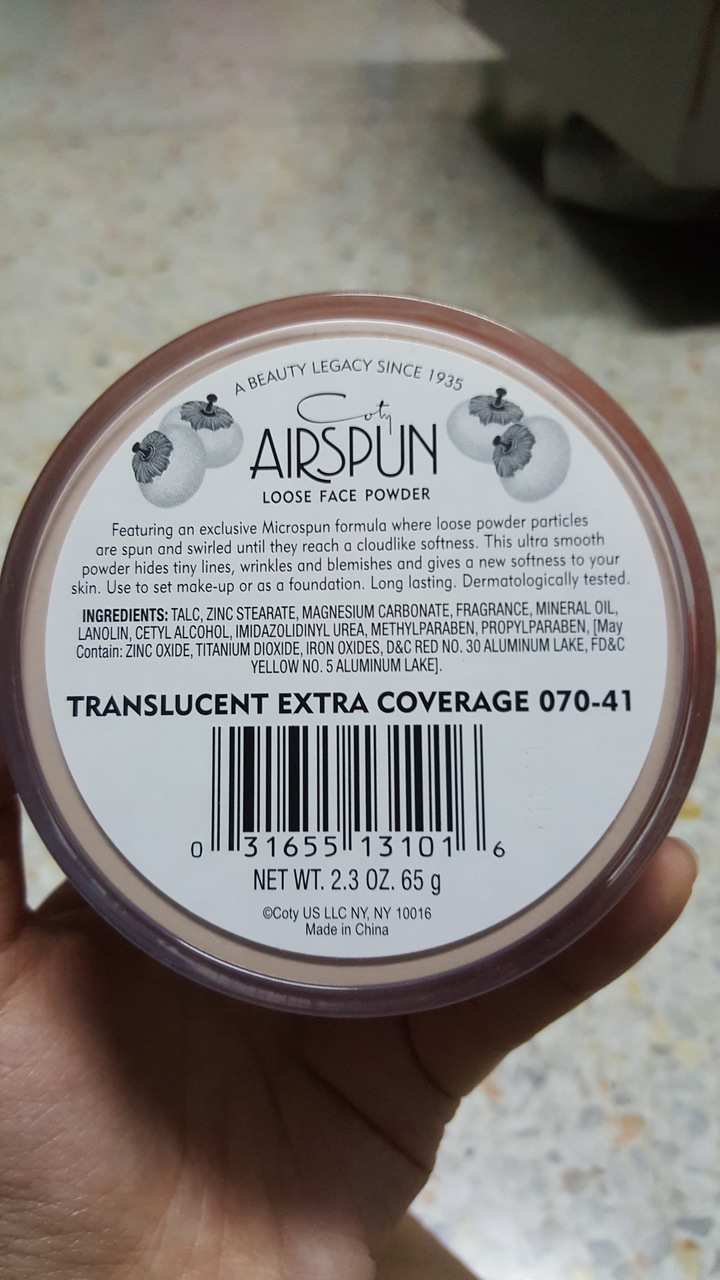 A BEAUTY LEGACY SINCE 1935
Coty
AIRSPUN
LOOSE FACE POWDER
Featuring an exclusive Microspun formula where loose powder particles
are spun and swirled until they reach a cloudlike softness. This ultra smooth
powder hides tiny lines, wrinkles and blemishes and gives a new softness to your
skin. Use to set make-up or as a foundation. Long lasting. Dermatologically tested.
INGREDIENTS: TALC, ZINC STEARATE, MAGNESIUM CARBONATE, FRAGRANCE, MINERAL OIL,
LANOLIN, CETYL ALCOHOL, IMIDAZOLIDINYL UREA, METHYLPARABEN, PROPYLPARABEN, [May
Contain: ZINC OXIDE, TITANIUM DIOXIDE, IRON OXIDES, D&C RED NO. 30 ALUMINUM LAKE, FD&C
YELLOW NO. 5 ALUMINUM LAKE].
TRANSLUCENT EXTRA COVERAGE 070-41
0 31655 13101 6
NET WT. 2.3 OZ. 65 g
©Coty US LLC NY, NY 10016
Made in China